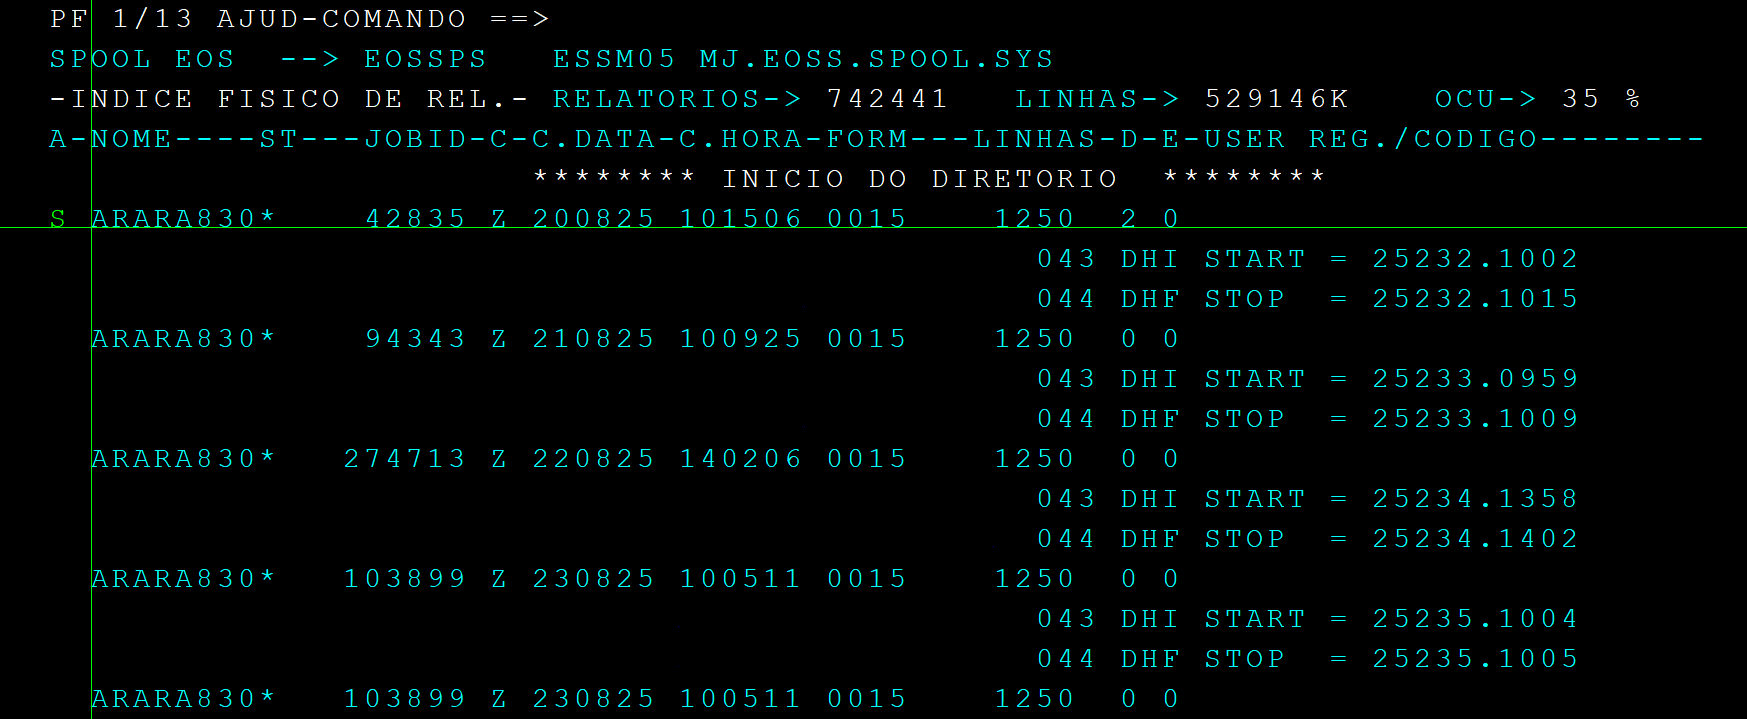 PF 1/13 AJUD-COMANDO ==>
SPOOL EOS  --> EOSSPS   ESSM05 MJ.EOSS.SPOOL.SYS
-INDICE FISICO DE REL.- RELATORIOS-> 742441   LINHAS-> 529146K    OCU-> 35 %
A-NOME----ST---JOBID-C-C.DATA-C.HORA-FORM---LINHAS-D-E-USER REG./CODIGO--------
******** INICIO DO DIRETORIO  ********
S ARARA830*    42835 Z 200825 101506 0015    1250  2 0
043 DHI START = 25232.1002
044 DHF STOP  = 25232.1015
ARARA830*    94343 Z 210825 100925 0015    1250  0 0
043 DHI START = 25233.0959
044 DHF STOP  = 25233.1009
ARARA830*   274713 Z 220825 140206 0015    1250  0 0
043 DHI START = 25234.1358
044 DHF STOP  = 25234.1402
ARARA830*   103899 Z 230825 100511 0015    1250  0 0
043 DHI START = 25235.1004
044 DHF STOP  = 25235.1005
ARARA830*   103899 Z 230825 100511 0015    1250  0 0